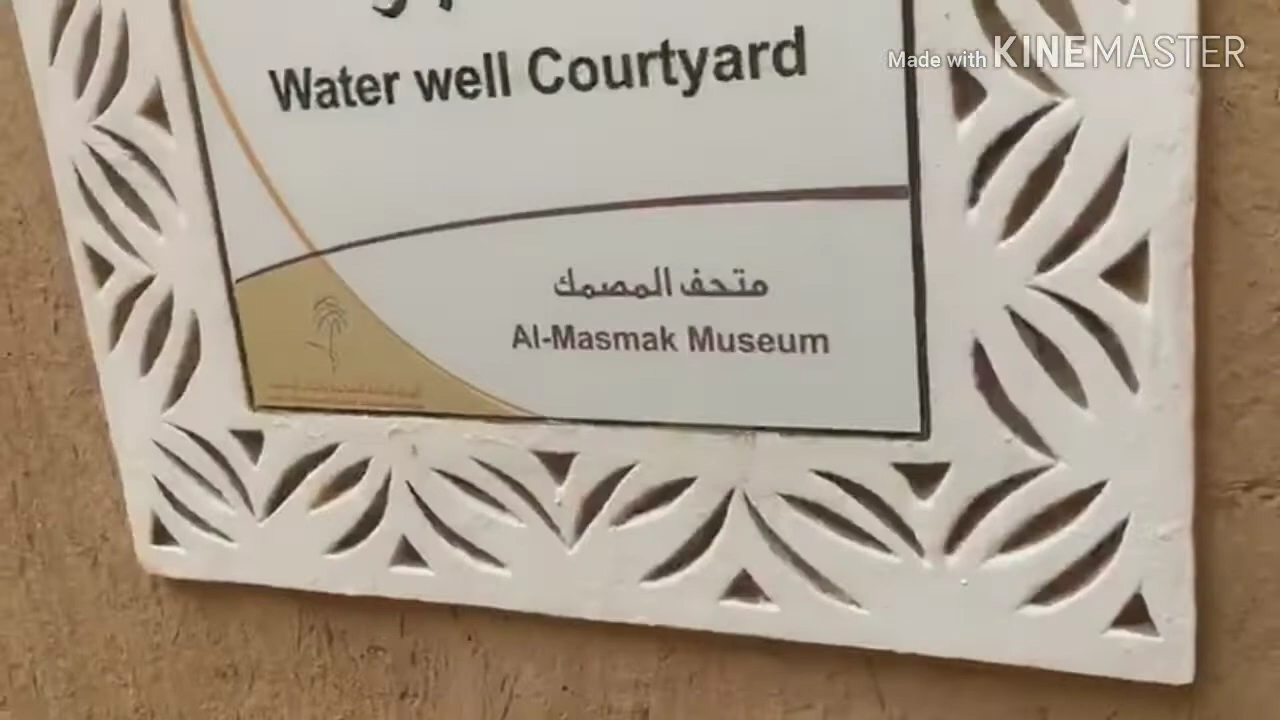 Made with KINEMASTER
Water well Courtyard
متحف المصمك
Al-Masmak Museum